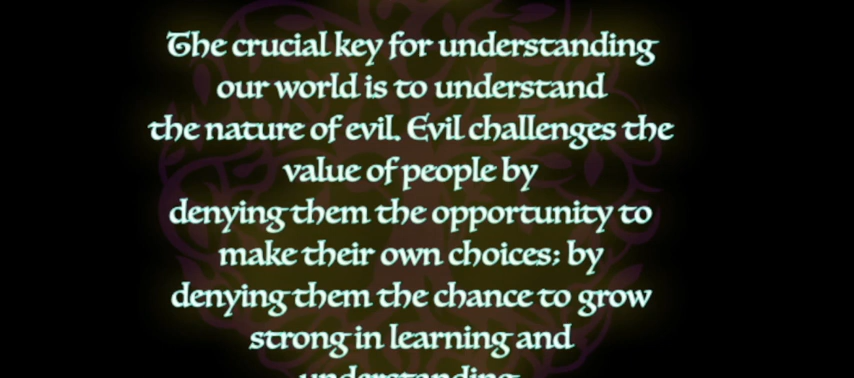 The crucial key for understanding
our world is to understand
the nature of evil. Evil challenges the
value of people by
denying them the opportunity to
make their own choices: by
denying them the chance to grow
strong in learning and
understanding